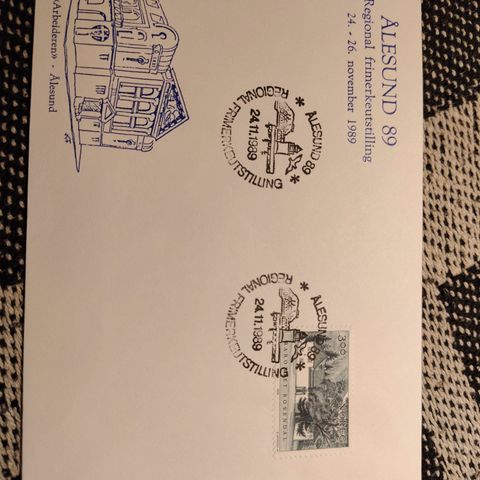 ÅLESUND 89
Regional frimerkeutstilling
24. - 26. november 1989
«Arbeideren» - Ålesund
* ÅLESUND 89 *
24.11.1989
REGIONAL FRIMERKEUTSTILLING
* ÅLESUND 89 *
24.11.1989
REGIONAL FRIMERKEUTSTILLING
300
ROSENDAL